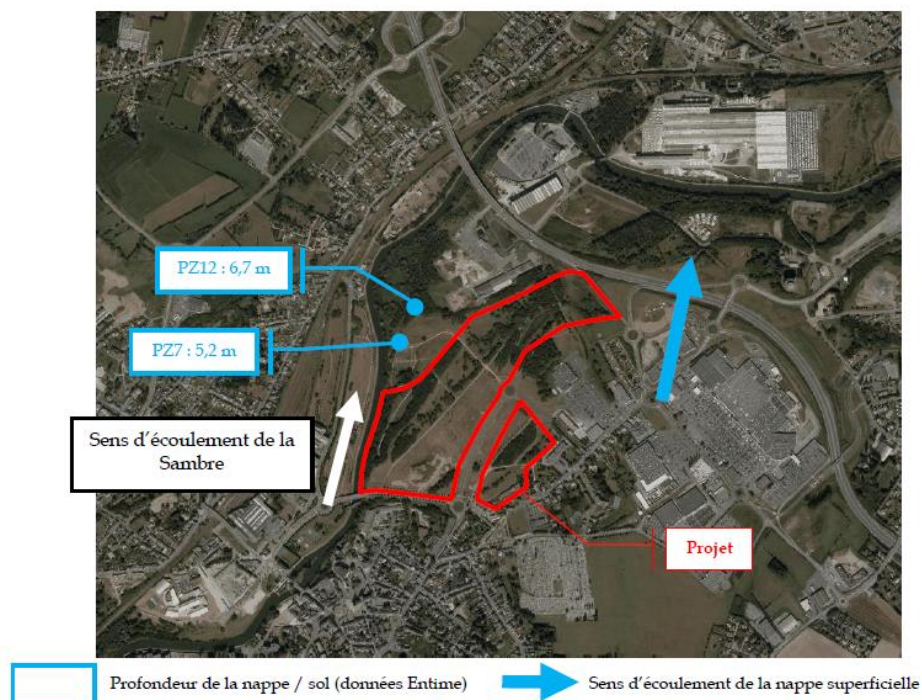 PZ12 : 6,7 m
PZ7 : 5,2 m
Sens d'écoulement de la
Sambre
Projet
Profondeur de la nappe / sol (données Entime)
Sens d'écoulement de la nappe superficielle